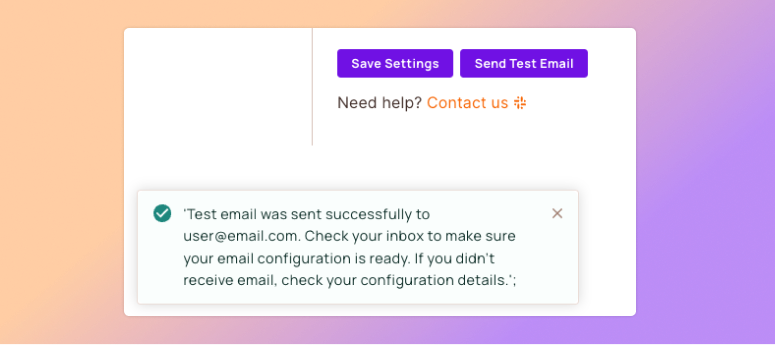 Save Settings Send Test Email
Need help? Contact us
'Test email was sent successfully to
user@email.com. Check your inbox to make sure
your email configuration is ready. If you didn't
receive email, check your configuration details.';